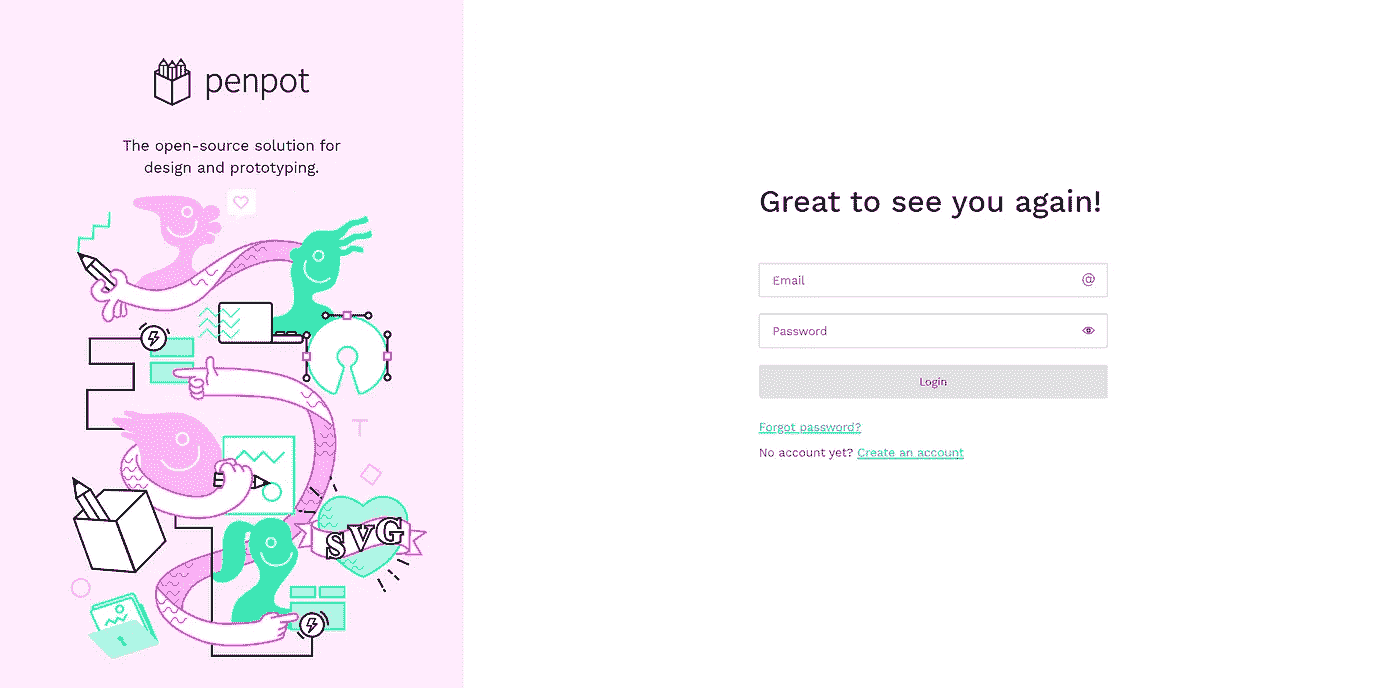 penpot
The open-source solution for
design and prototyping.
SVG
Great to see you again!
Email @
Password
Login
Forgot password?
No account yet? Create an account